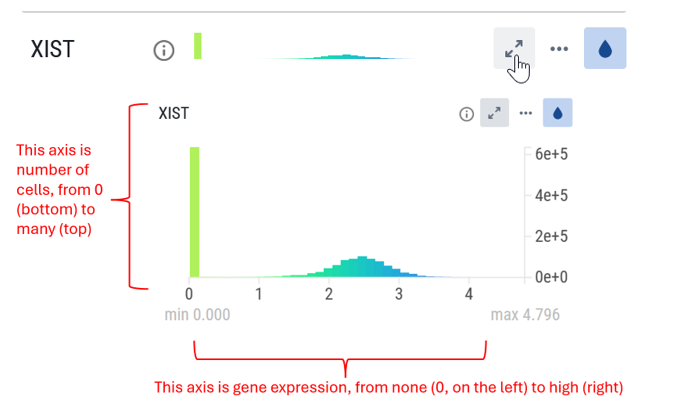 XIST
XIST
This axis is
number of
cells, from 0
(bottom) to
many (top)
6e+5
4e+5
2e+5
0e+0
0 1 2 3 4
min 0.000 max 4.796
This axis is gene expression, from none (0, on the left) to high (right)